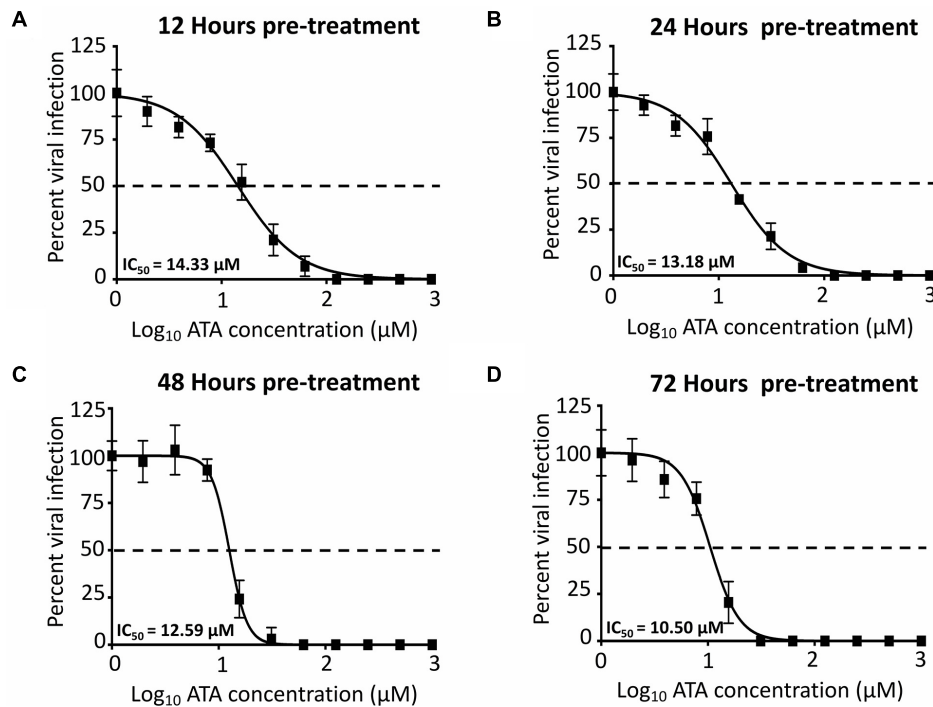 A
12 Hours pre-treatment
Percent viral infection
125
100
75
50
25
0
IC50 = 14.33 µM
0 1 2 3
Log10 ATA concentration (µM)
B
24 Hours pre-treatment
Percent viral infection
125
100
75
50
25
0
IC50 = 13.18 µM
0 1 2 3
Log10 ATA concentration (µM)
C
48 Hours pre-treatment
Percent viral infection
125
100
75
50
25
0
IC50 = 12.59 µM
0 1 2 3
Log10 ATA concentration (µM)
D
72 Hours pre-treatment
Percent viral infection
125
100
75
50
25
0
IC50 = 10.50 µM
0 1 2 3
Log10 ATA concentration (µM)